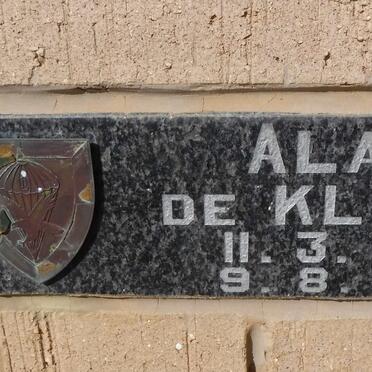 ALA
DE KL
11. 3.
9. 8.